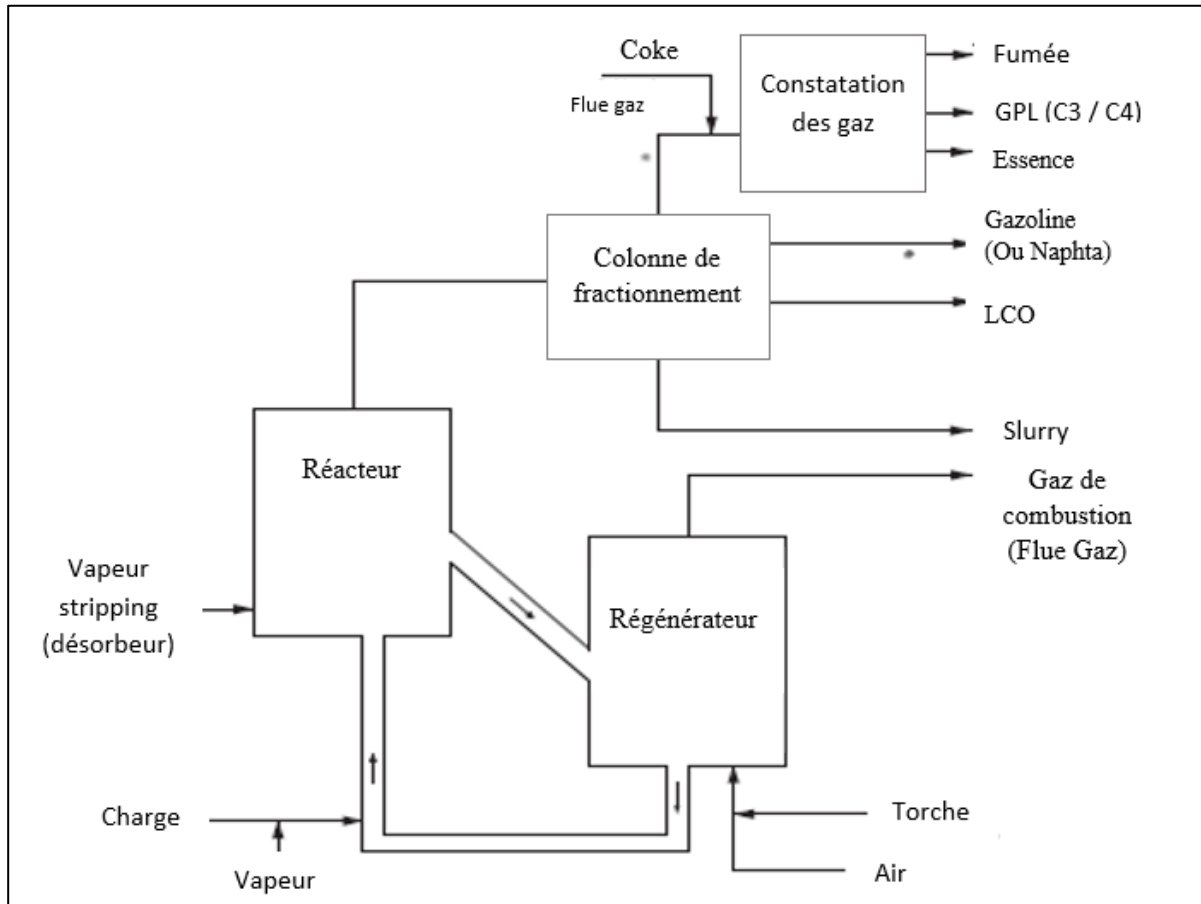 Coke
Flue gaz
Constatation
des gaz
Fumée
GPL (C3 / C4)
Essence
Colonne de
fractionnement
Gazoline
(Ou Naphta)
LCO
Slurry
Réacteur
Gaz de
combustion
(Flue Gaz)
Vapeur
stripping
(désorbeur)
Régénérateur
Charge
Vapeur
Torche
Air